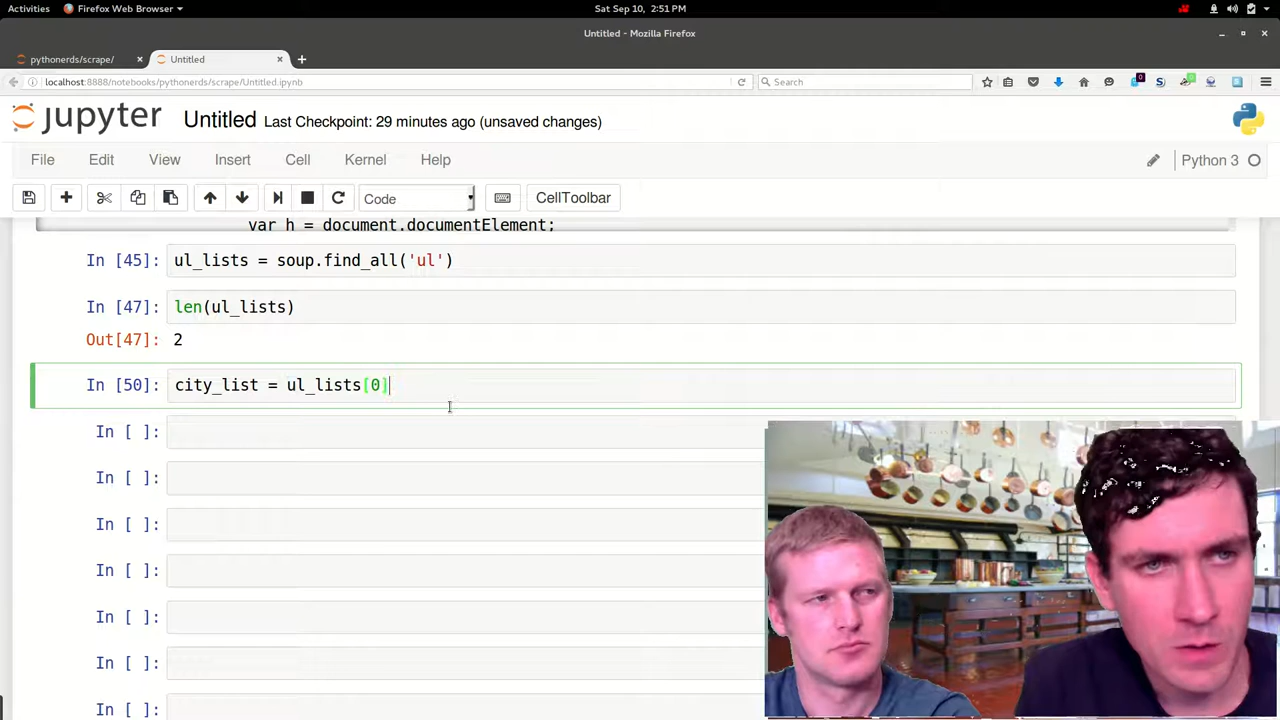 Activities Firefox Web Browser Sat Sep 10, 2:51 PM
Untitled - Mozilla Firefox
pythonerds/scrape/ × Untitled ×
localhost:8888/notebooks/pythonerds/scrape/Untitled.ipynb Search 0 0
jupyter Untitled Last Checkpoint: 29 minutes ago (unsaved changes)
File Edit View Insert Cell Kernel Help Python 3
Code CellToolbar
var h = document.documentElement;
In [45]: ul_lists = soup.find_all('ul')
In [47]: len(ul_lists)
Out[47]: 2
In [50]: city_list = ul_lists[0]
In [ ]:
In [ ]:
In [ ]:
In [ ]:
In [ ]:
In [ ]:
In [ ]: